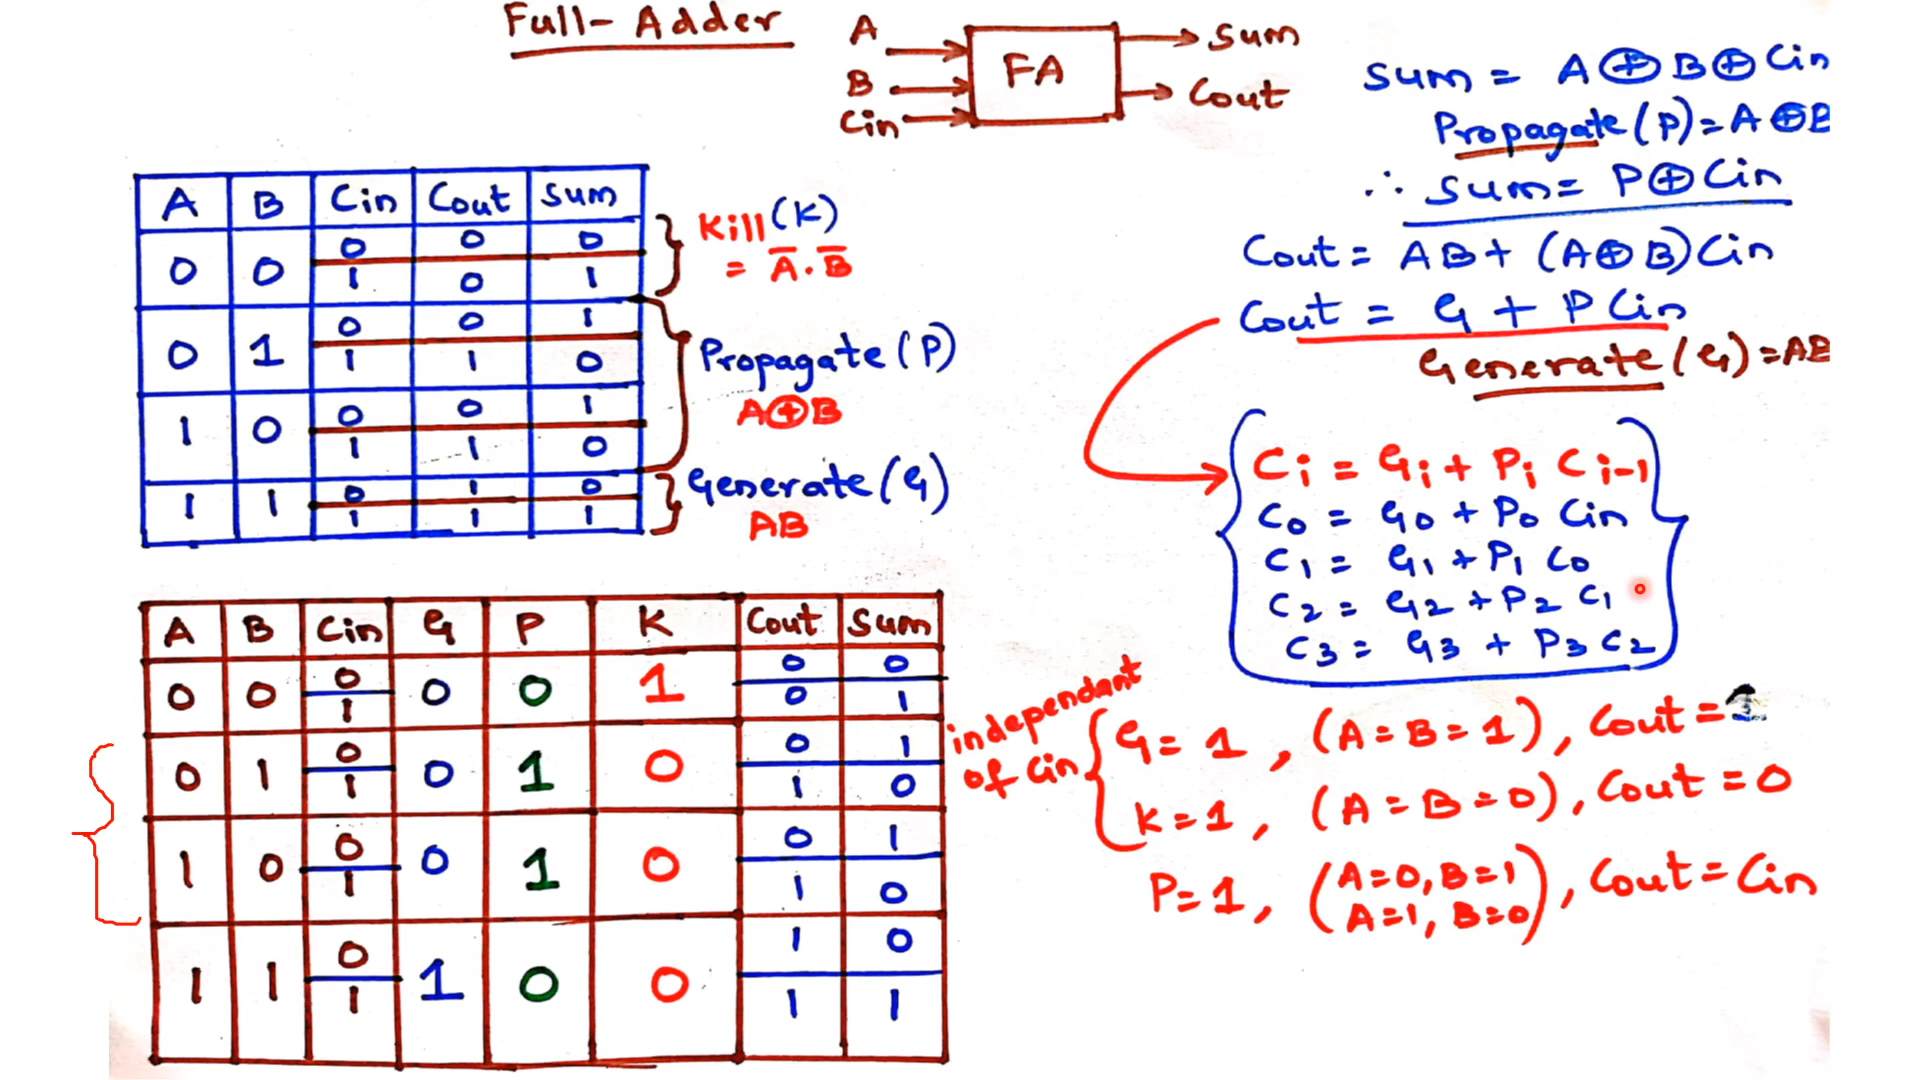 Full-Adder
A
B
Cin
FA
Sum
Cout
Sum = A ⊕ B ⊕ Cin
Propagate (P) = A ⊕ B
∴ Sum = P ⊕ Cin
Cout = AB + (A ⊕ B) Cin
Cout = G + P Cin
Generate (G) = AB
A B Cin Cout Sum
0 0 0 0 0
1 0 1
0 1 0 0 1
1 1 0
1 0 0 0 1
1 1 0
1 1 0 1 0
1 1 1
Kill (K)
= A̅ . B̅
Propagate (P)
A ⊕ B
Generate (G)
AB
Ci = Gi + Pi Ci-1
C0 = G0 + P0 Cin
C1 = G1 + P1 C0
C2 = G2 + P2 C1
C3 = G3 + P3 C2
A B Cin G P K Cout Sum
0 0 0 0 0 1 0 0
1 0 1
0 1 0 0 1 0 0 1
1 1 0
1 0 0 0 1 0 0 1
1 1 0
1 1 0 1 0 0 1 0
1 1 1
independant
of Cin
G = 1 , (A = B = 1), Cout =
K = 1 , (A = B = 0), Cout = 0
P = 1 , (A=0, B=1
A=1, B=0), Cout = Cin